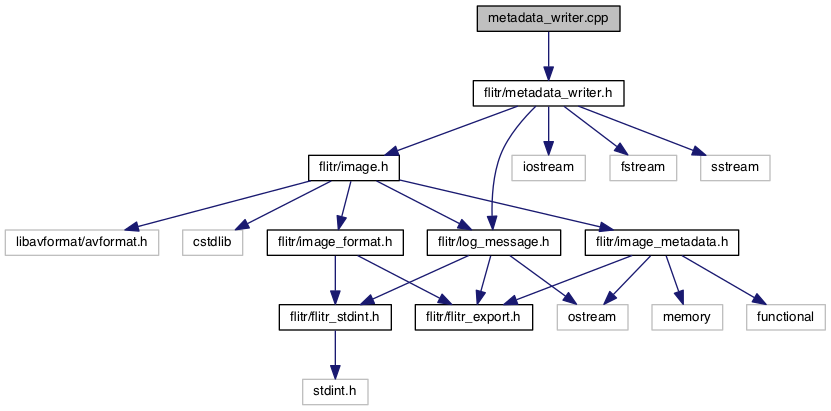 metadata_writer.cpp
flitr/metadata_writer.h
flitr/image.h
iostream
fstream
sstream
libavformat/avformat.h
cstdlib
flitr/image_format.h
flitr/log_message.h
flitr/image_metadata.h
flitr/flitr_stdint.h
flitr/flitr_export.h
ostream
memory
functional
stdint.h